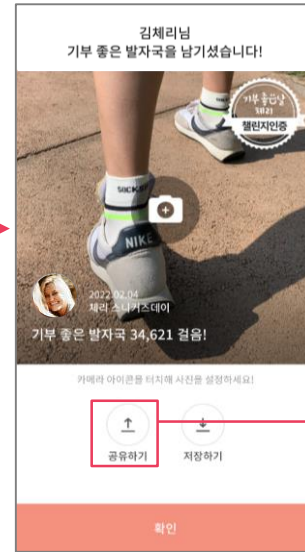 김체리님
기부 좋은 발자국을 남기셨습니다!
기부 좋은날
체리
챌린지인증
SOCKS
NIKE
2022.02.04
체리 스니커즈데이
기부 좋은 발자국 34,621 걸음!
카메라 아이콘을 터치해 사진을 설정하세요!
공유하기
저장하기
확인